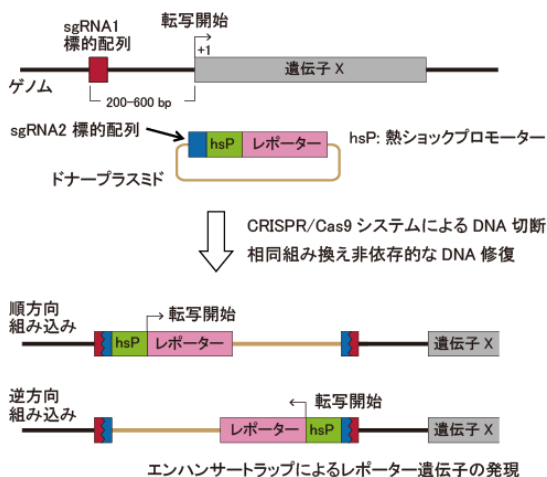 sgRNA1
標的配列
転写開始
+1
遺伝子 X
ゲノム
200-600 bp
sgRNA2 標的配列
hsP
レポーター
hsP: 熱ショックプロモーター
ドナープラスミド
CRISPR/Cas9 システムによる DNA 切断
相同組み換え非依存的な DNA 修復
順方向
組み込み
転写開始
hsP
レポーター
遺伝子 X
逆方向
組み込み
転写開始
レポーター
hsP
遺伝子 X
エンハンサートラップによるレポーター遺伝子の発現